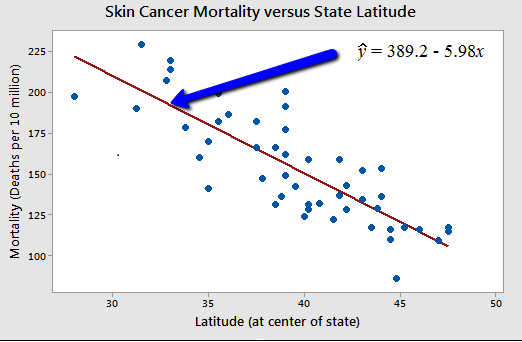 Skin Cancer Mortality versus State Latitude
ŷ = 389.2 - 5.98x
Mortality (Deaths per 10 million)
225
200
175
150
125
100
30 35 40 45 50
Latitude (at center of state)